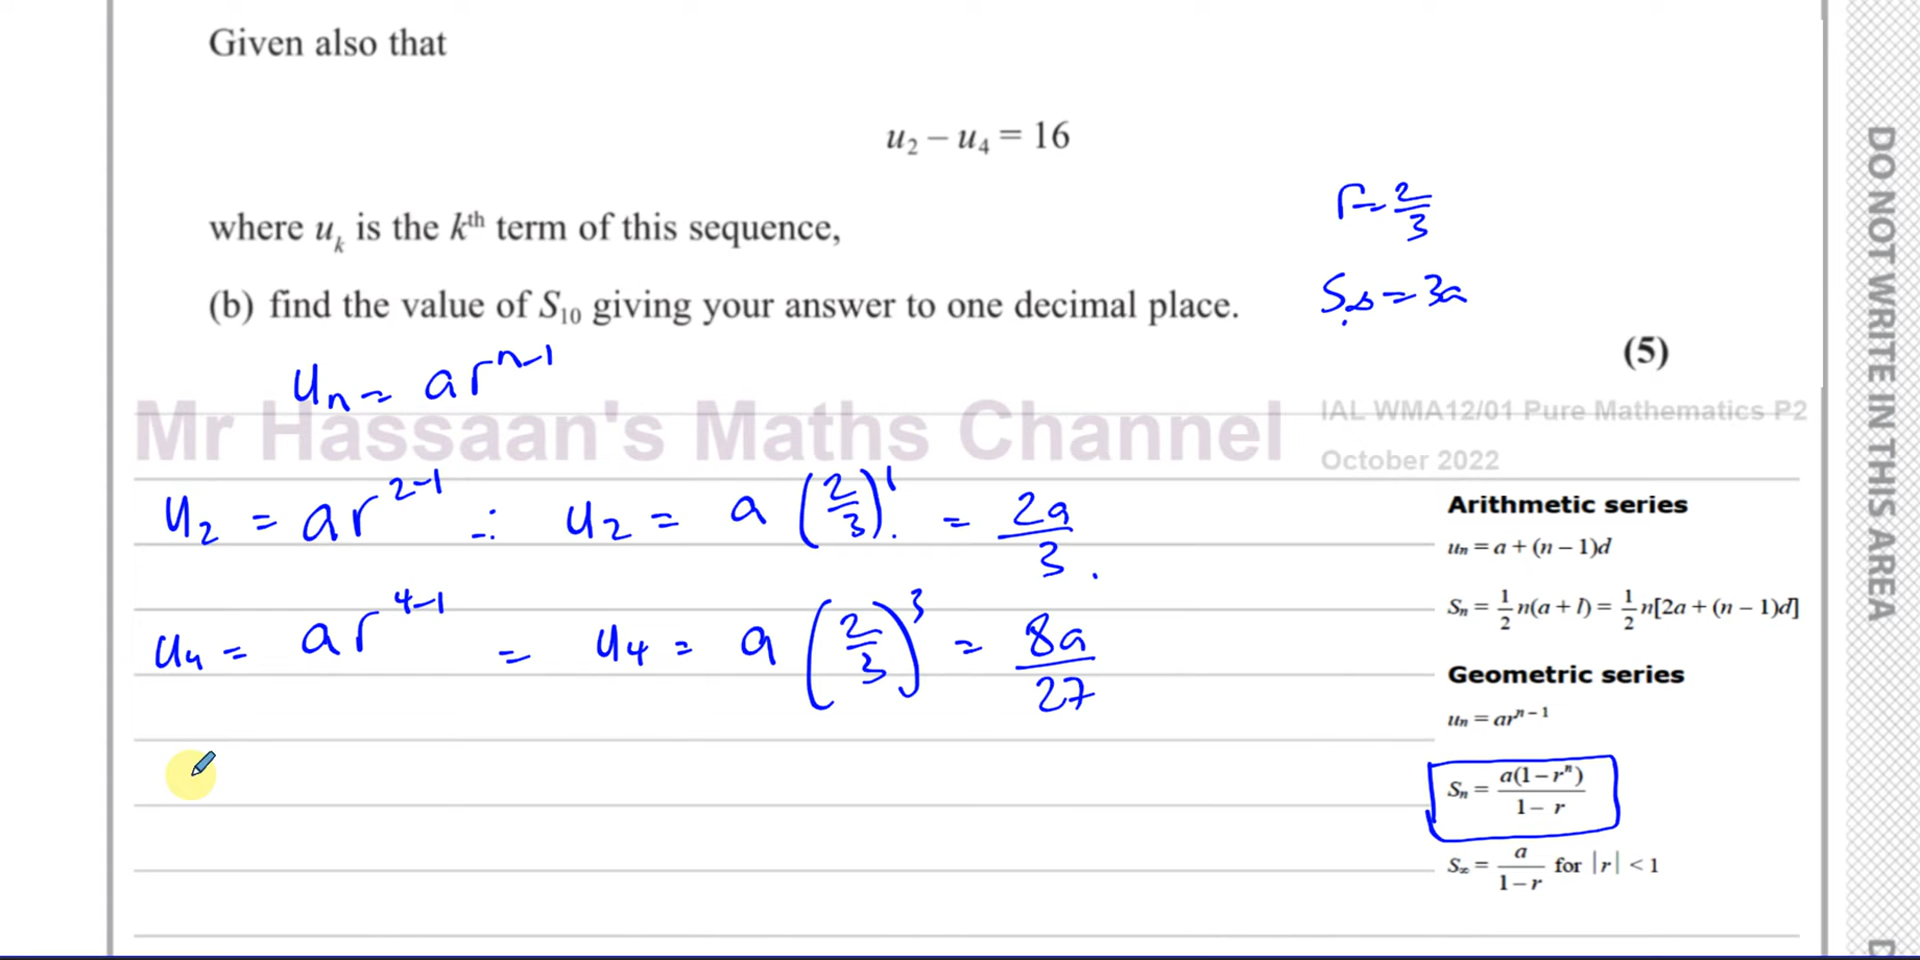 Given also that
u₂ − u₄ = 16
r = 2/3
where uₖ is the kᵗʰ term of this sequence,
S∞ = 3a
(b) find the value of S₁₀ giving your answer to one decimal place.
(5)
uₙ = arⁿ⁻¹
Mr Hassaan's Maths Channel
IAL WMA12/01 Pure Mathematics P2
October 2022
u₂ = ar²⁻¹ ∴ u₂ = a(2/3)¹ = 2a/3
u₄ = ar⁴⁻¹ = u₄ = a(2/3)³ = 8a/27
Arithmetic series
uₙ = a + (n − 1)d
Sₙ = 1/2 n(a + l) = 1/2 n[2a + (n − 1)d]
Geometric series
uₙ = arⁿ⁻¹
Sₙ = a(1 − rⁿ)/1 − r
S∞ = a/1 − r for |r| < 1
DO NOT WRITE IN THIS AREA
D